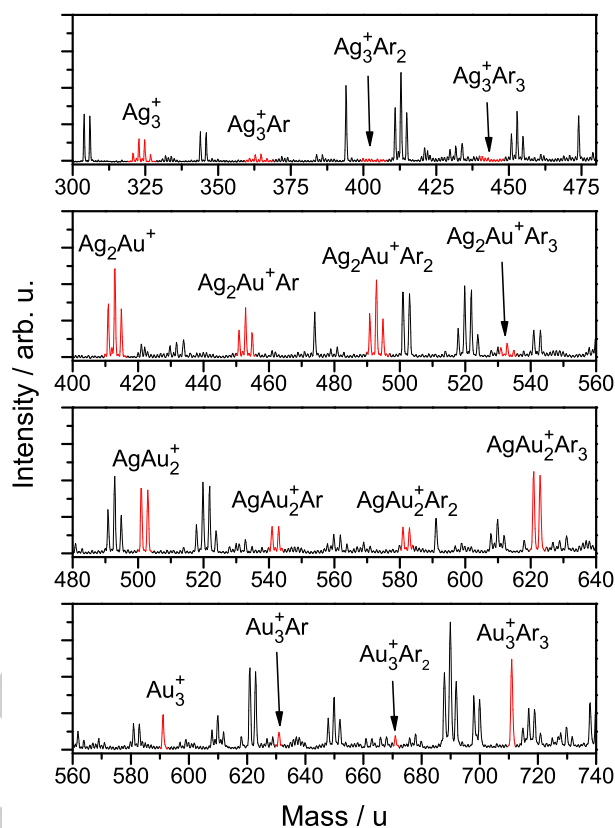 Ag₃⁺
Ag₃⁺Ar
Ag₃⁺Ar₂
Ag₃⁺Ar₃
300 325 350 375 400 425 450 475
Ag₂Au⁺
Ag₂Au⁺Ar
Ag₂Au⁺Ar₂
Ag₂Au⁺Ar₃
400 420 440 460 480 500 520 540 560
Intensity / arb. u.
AgAu₂⁺
AgAu₂⁺Ar
AgAu₂⁺Ar₂
AgAu₂⁺Ar₃
480 500 520 540 560 580 600 620 640
Au₃⁺
Au₃⁺Ar
Au₃⁺Ar₂
Au₃⁺Ar₃
560 580 600 620 640 660 680 700 720 740
Mass / u